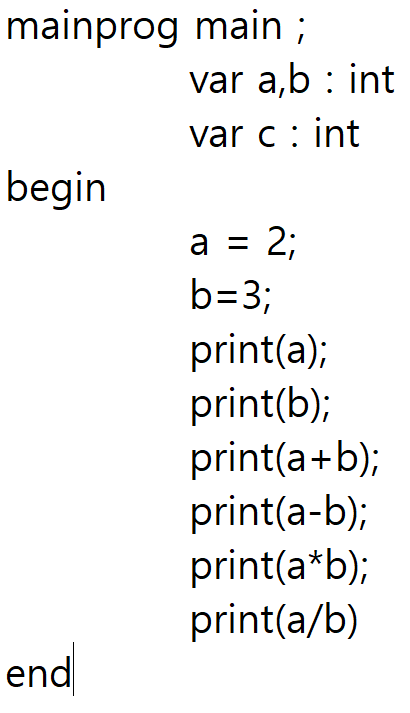 mainprog main ;
var a,b : int
var c : int
begin
a = 2;
b=3;
print(a);
print(b);
print(a+b);
print(a-b);
print(a*b);
print(a/b)
end